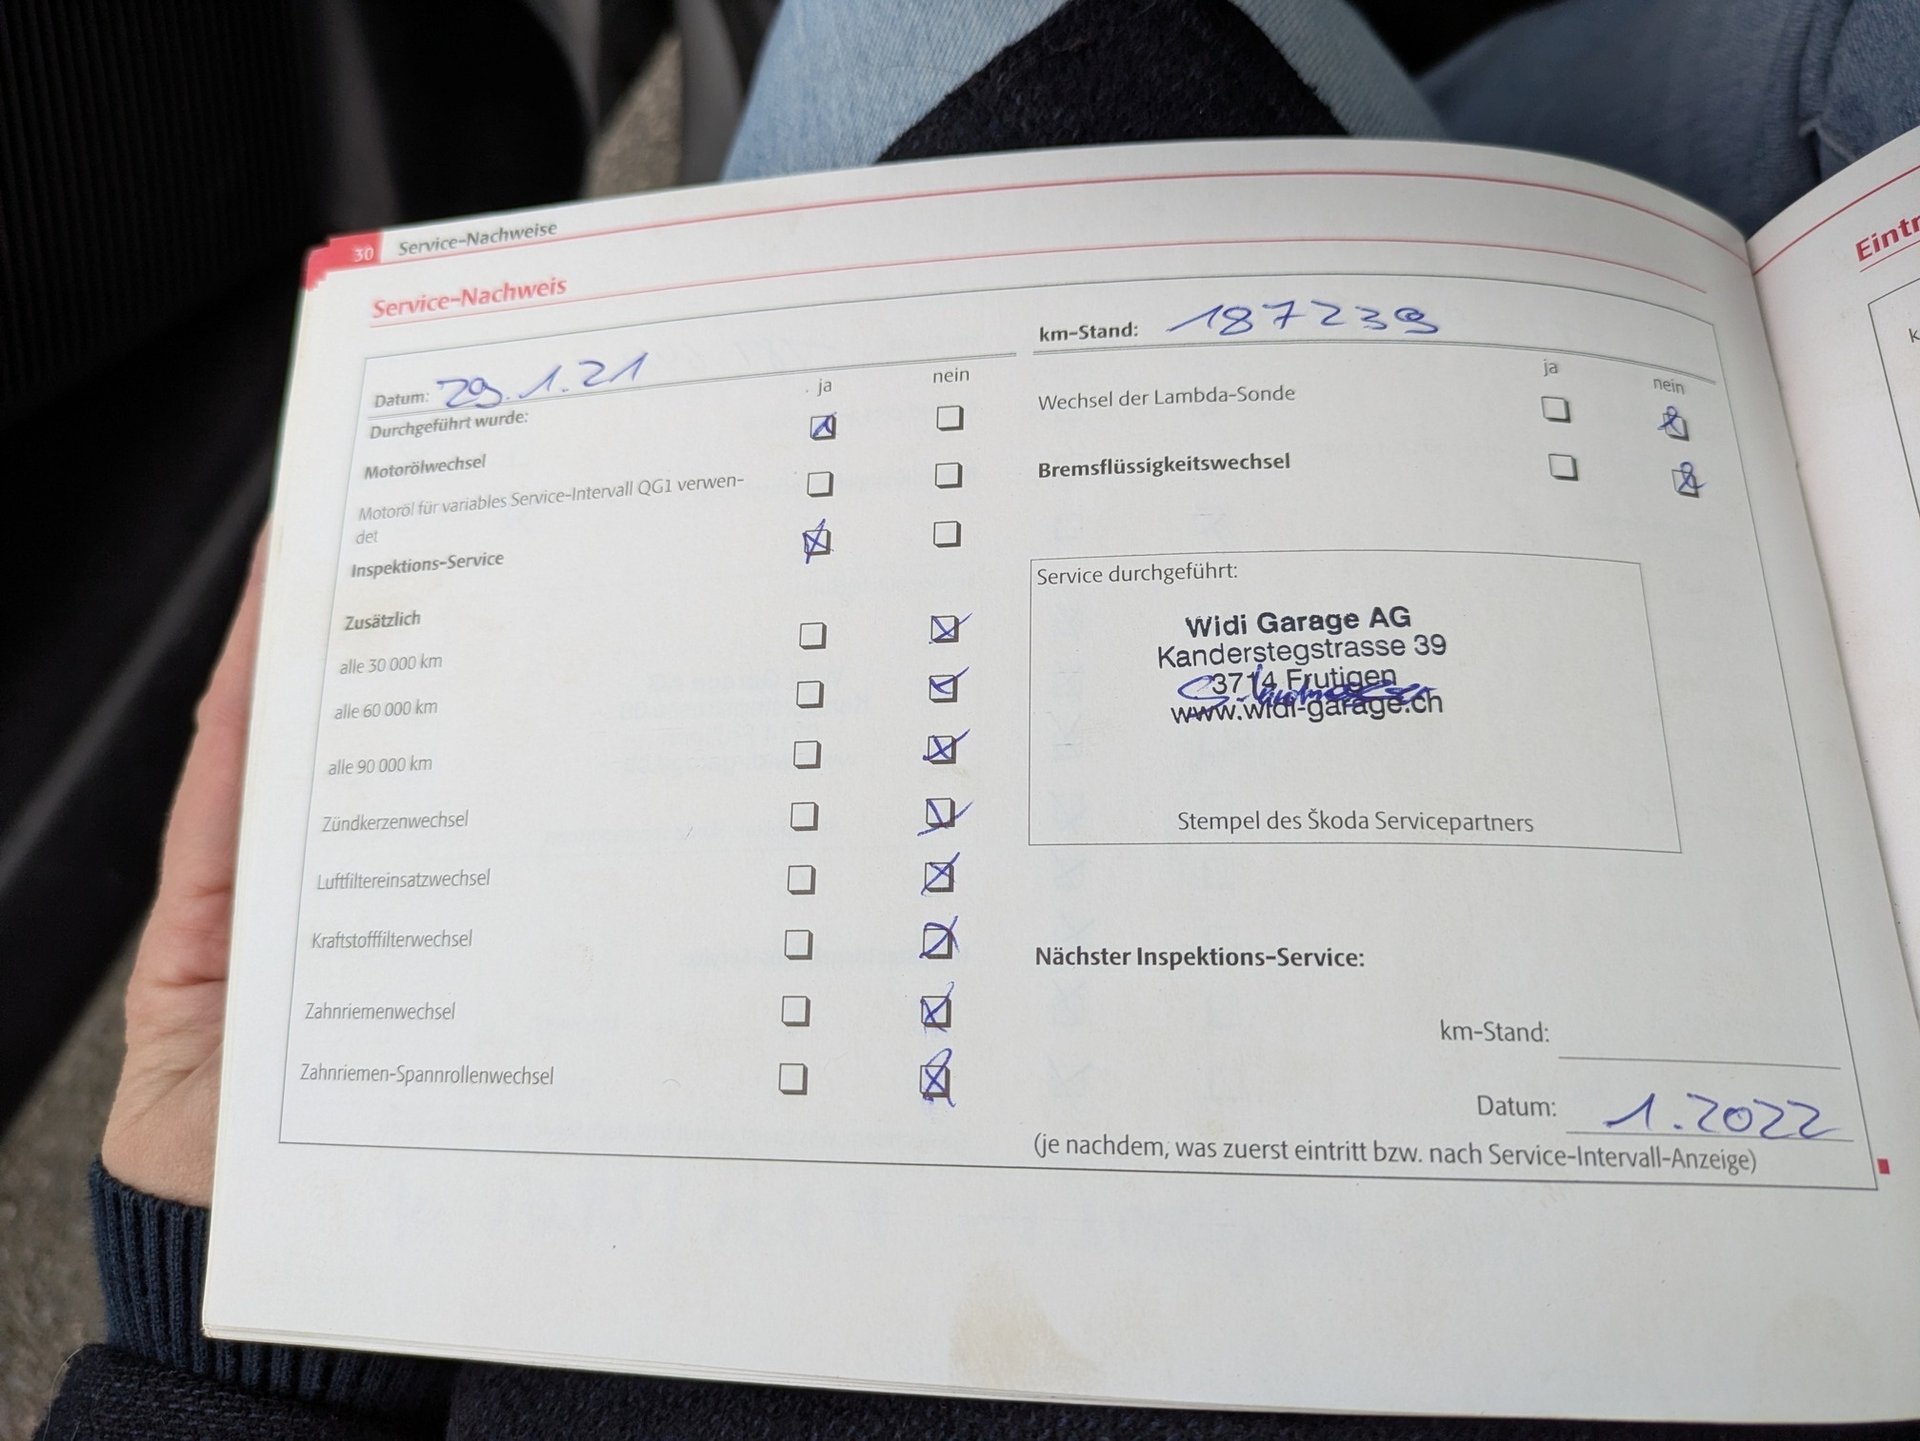 30 Service-Nachweise
Service-Nachweis
Datum: 29.1.21
Durchgeführt wurde:
ja nein
Motorölwechsel
Motoröl für variables Service-Intervall QG1 verwen-
det
Inspektions-Service
Zusätzlich
alle 30 000 km
alle 60 000 km
alle 90 000 km
Zündkerzenwechsel
Luftfiltereinsatzwechsel
Kraftstofffilterwechsel
Zahnriemenwechsel
Zahnriemen-Spannrollenwechsel
km-Stand: 187239
ja nein
Wechsel der Lambda-Sonde
Bremsflüssigkeitswechsel
Service durchgeführt:
Widi Garage AG
Kanderstegstrasse 39
3714 Frutigen
www.widi-garage.ch
Stempel des Škoda Servicepartners
Nächster Inspektions-Service:
km-Stand:
Datum: 1.2022
(je nachdem, was zuerst eintritt bzw. nach Service-Intervall-Anzeige)